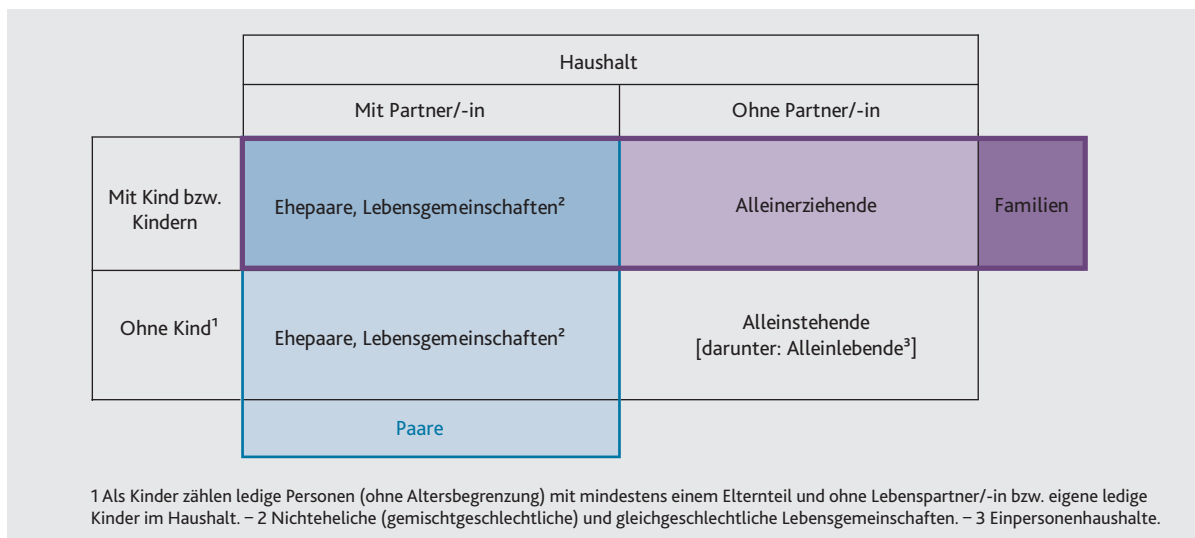 Haushalt
Mit Partner/-in
Ohne Partner/-in
Mit Kind bzw.
Kindern
Ehepaare, Lebensgemeinschaften²
Alleinerziehende
Familien
Ohne Kind¹
Ehepaare, Lebensgemeinschaften²
Alleinstehende
[darunter: Alleinlebende³]
Paare
1 Als Kinder zählen ledige Personen (ohne Altersbegrenzung) mit mindestens einem Elternteil und ohne Lebenspartner/-in bzw. eigene ledige
Kinder im Haushalt. – 2 Nichteheliche (gemischtgeschlechtliche) und gleichgeschlechtliche Lebensgemeinschaften. – 3 Einpersonenhaushalte.